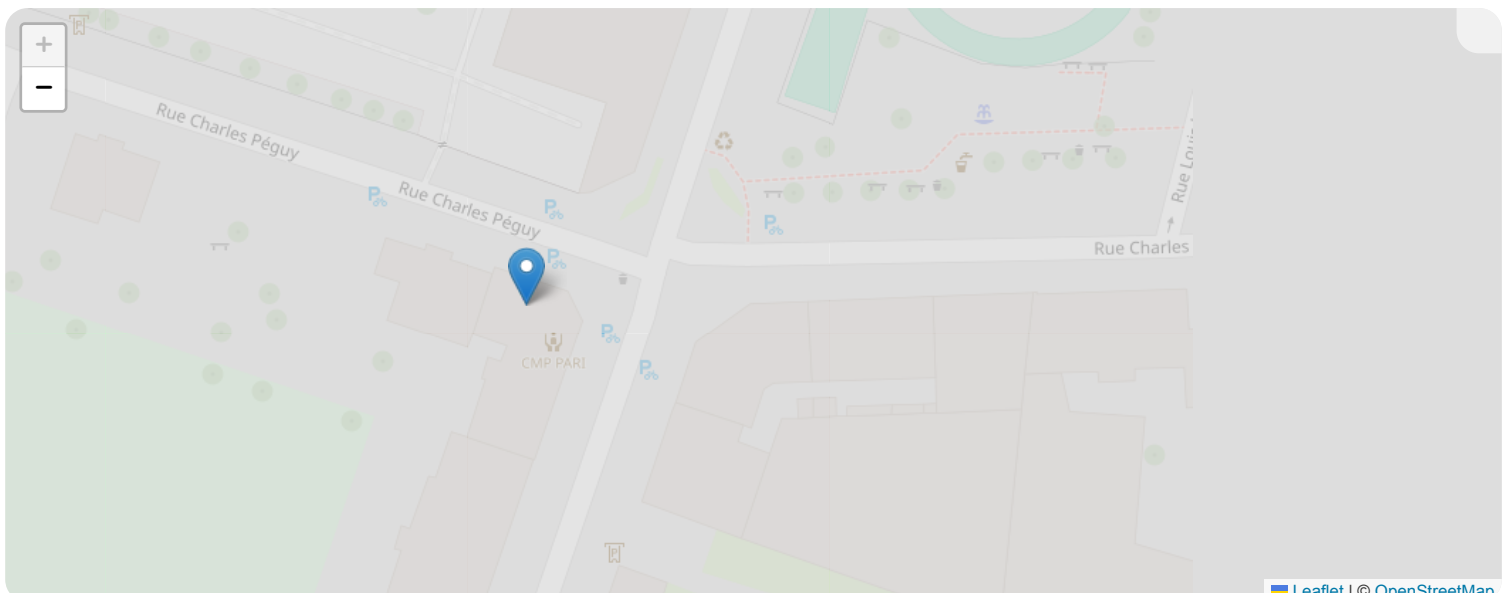 +
−
Rue Charles Péguy
Rue Charles Péguy
Rue Charles
CMP PARI
Leaflet | © OpenStreetMap